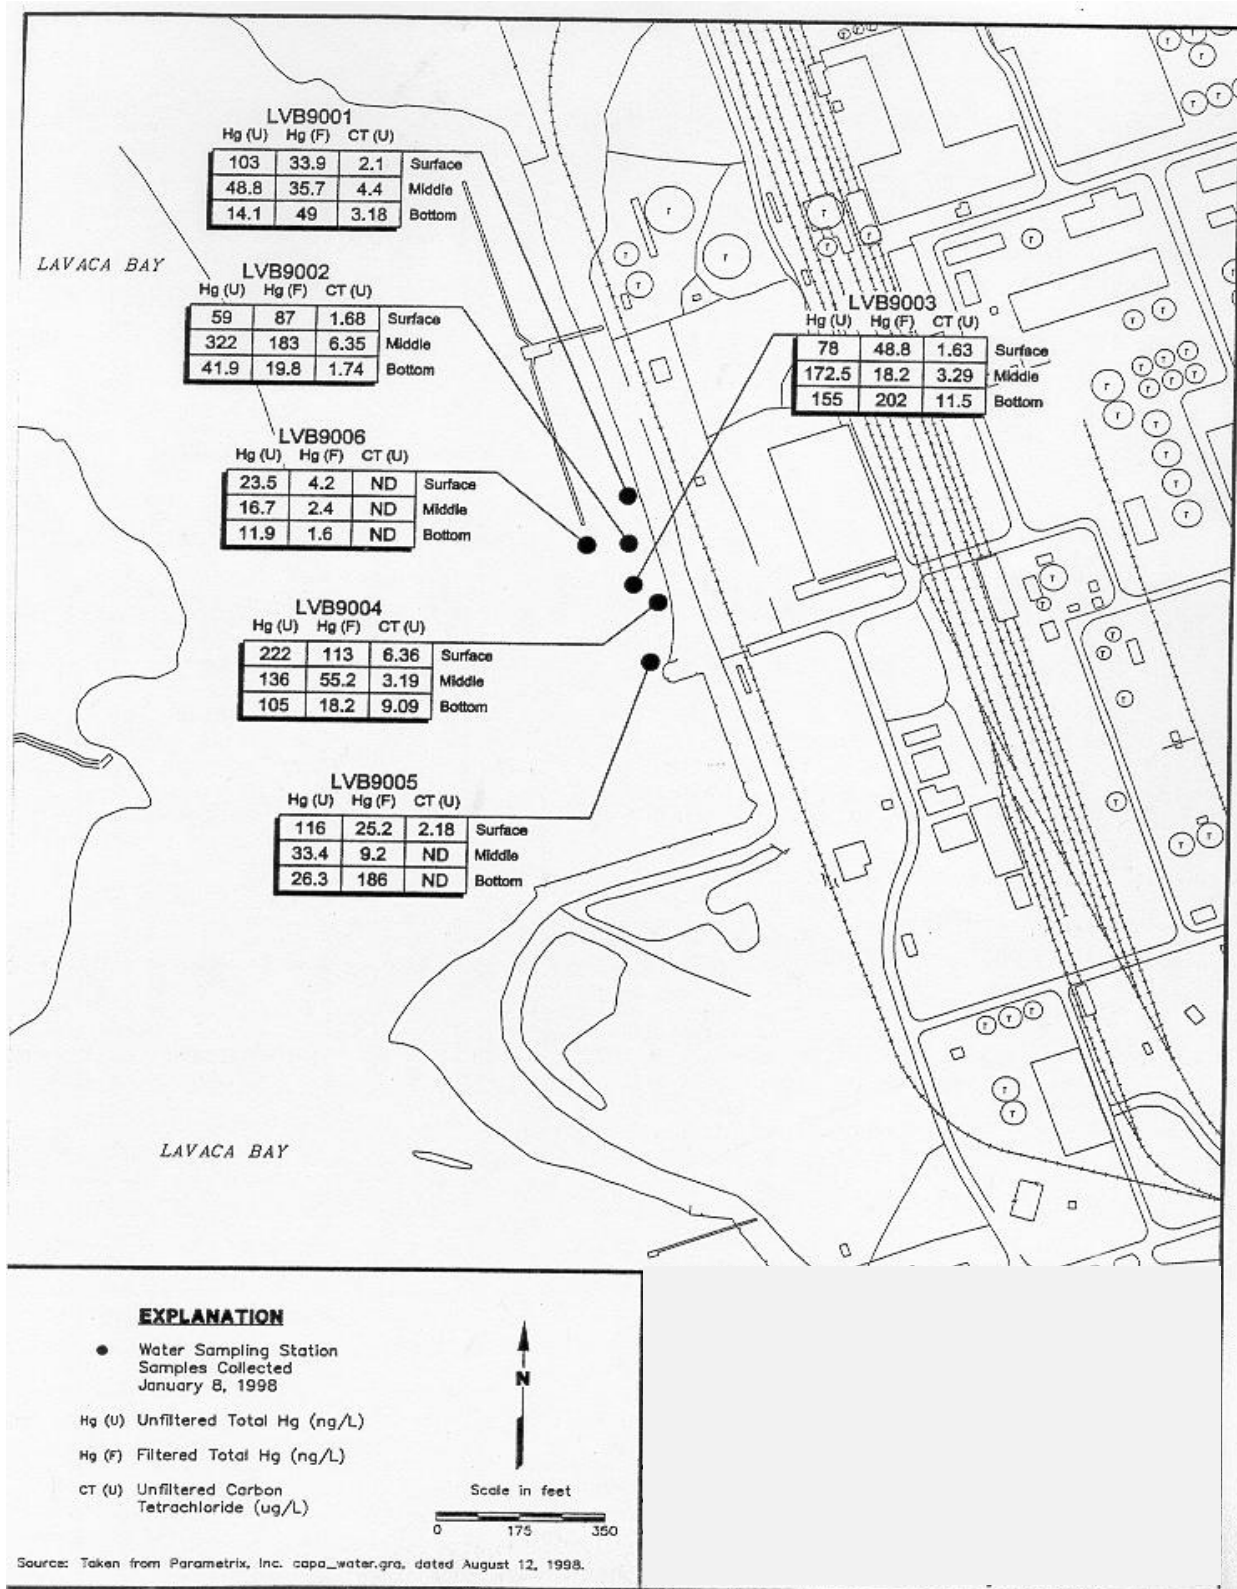 LVB9001
Hg (U) Hg (F) CT (U)
103 33.9 2.1 Surface
48.8 35.7 4.4 Middle
14.1 49 3.18 Bottom
LAVACA BAY
LVB9002
Hg (U) Hg (F) CT (U)
59 87 1.68 Surface
322 183 6.35 Middle
41.9 19.8 1.74 Bottom
LVB9003
Hg (U) Hg (F) CT (U)
78 48.8 1.63 Surface
172.5 18.2 3.29 Middle
155 202 11.5 Bottom
LVB9006
Hg (U) Hg (F) CT (U)
23.5 4.2 ND Surface
16.7 2.4 ND Middle
11.9 1.6 ND Bottom
LVB9004
Hg (U) Hg (F) CT (U)
222 113 6.36 Surface
136 55.2 3.19 Middle
105 18.2 9.09 Bottom
LVB9005
Hg (U) Hg (F) CT (U)
116 25.2 2.18 Surface
33.4 9.2 ND Middle
26.3 186 ND Bottom
LAVACA BAY
EXPLANATION
Water Sampling Station
Samples Collected
January 8, 1998
Hg (U) Unfiltered Total Hg (ng/L)
Hg (F) Filtered Total Hg (ng/L)
CT (U) Unfiltered Carbon
Tetrachloride (ug/L)
N
Scale in feet
0 175 350
Source: Taken from Parametrix, Inc. capa_water.gra, dated August 12, 1998.